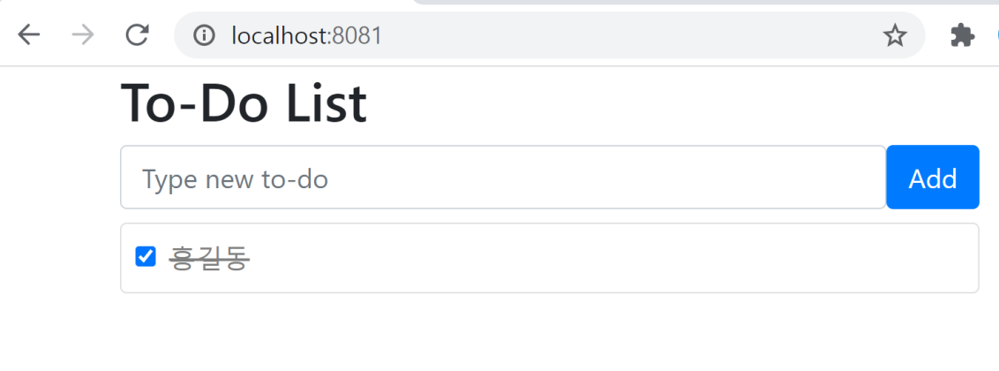 localhost:8081
To-Do List
Type new to-do
Add
홍길동